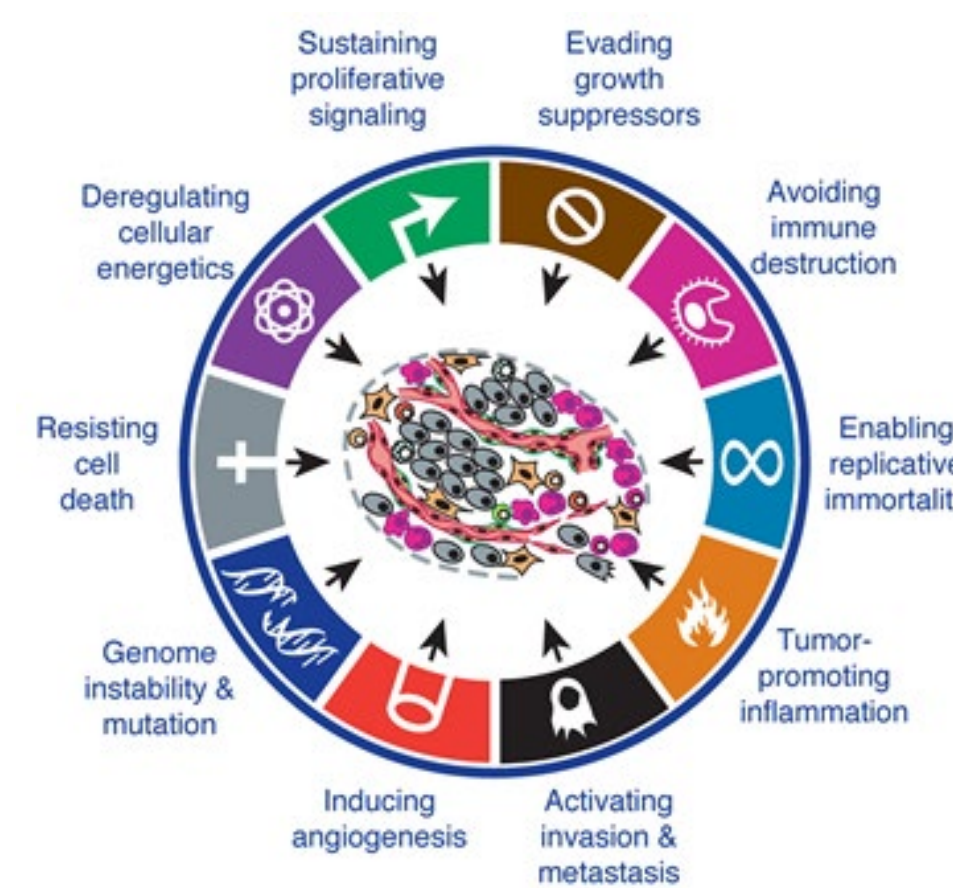 Sustaining
proliferative
signaling
Evading
growth
suppressors
Avoiding
immune
destruction
Enabling
replicative
immortalit
Tumor-
promoting
inflammation
Activating
invasion &
metastasis
Inducing
angiogenesis
Genome
instability &
mutation
Resisting
cell
death
Deregulating
cellular
energetics